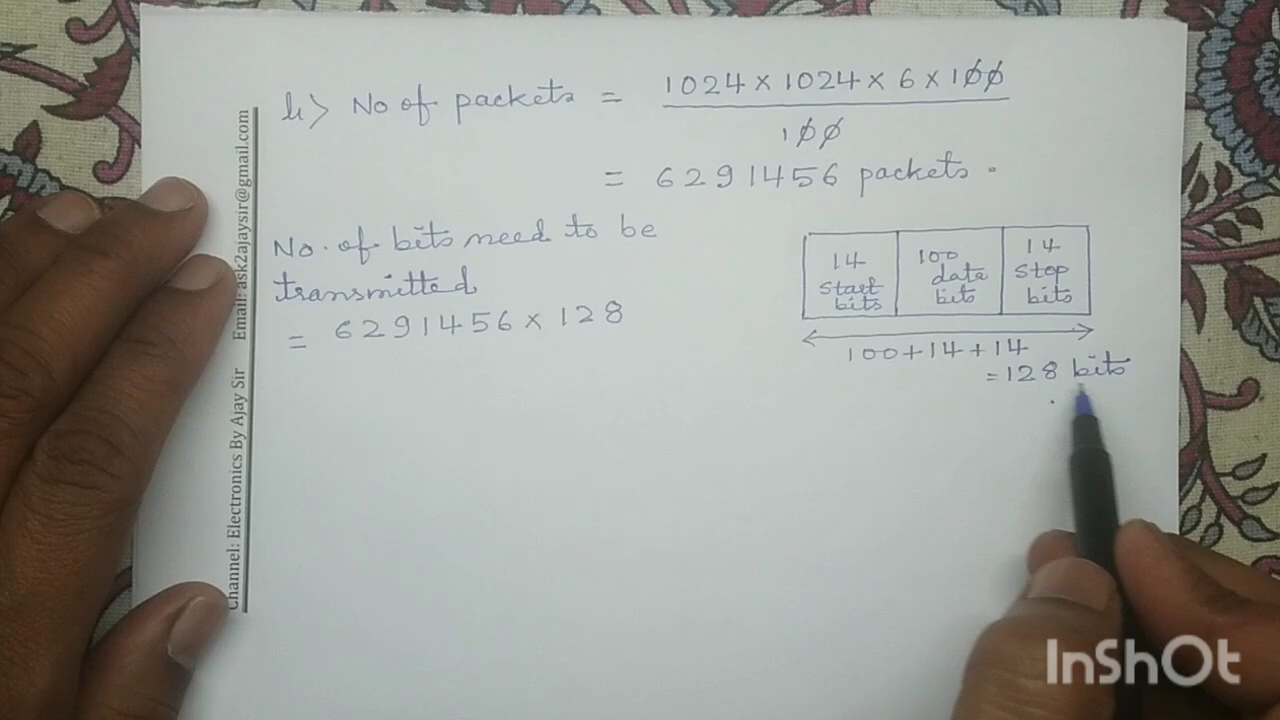 h> No of packets = 1024 × 1024 × 6 × 100
100
= 6291456 packets.
No. of bits need to be
transmitted
= 6291456 × 128
14 start bits
100 data bits
14 stop bits
100+14+14
=128 bits
Channel: Electronics By Ajay Sir Email: ask2ajaysir@gmail.com
InShOt